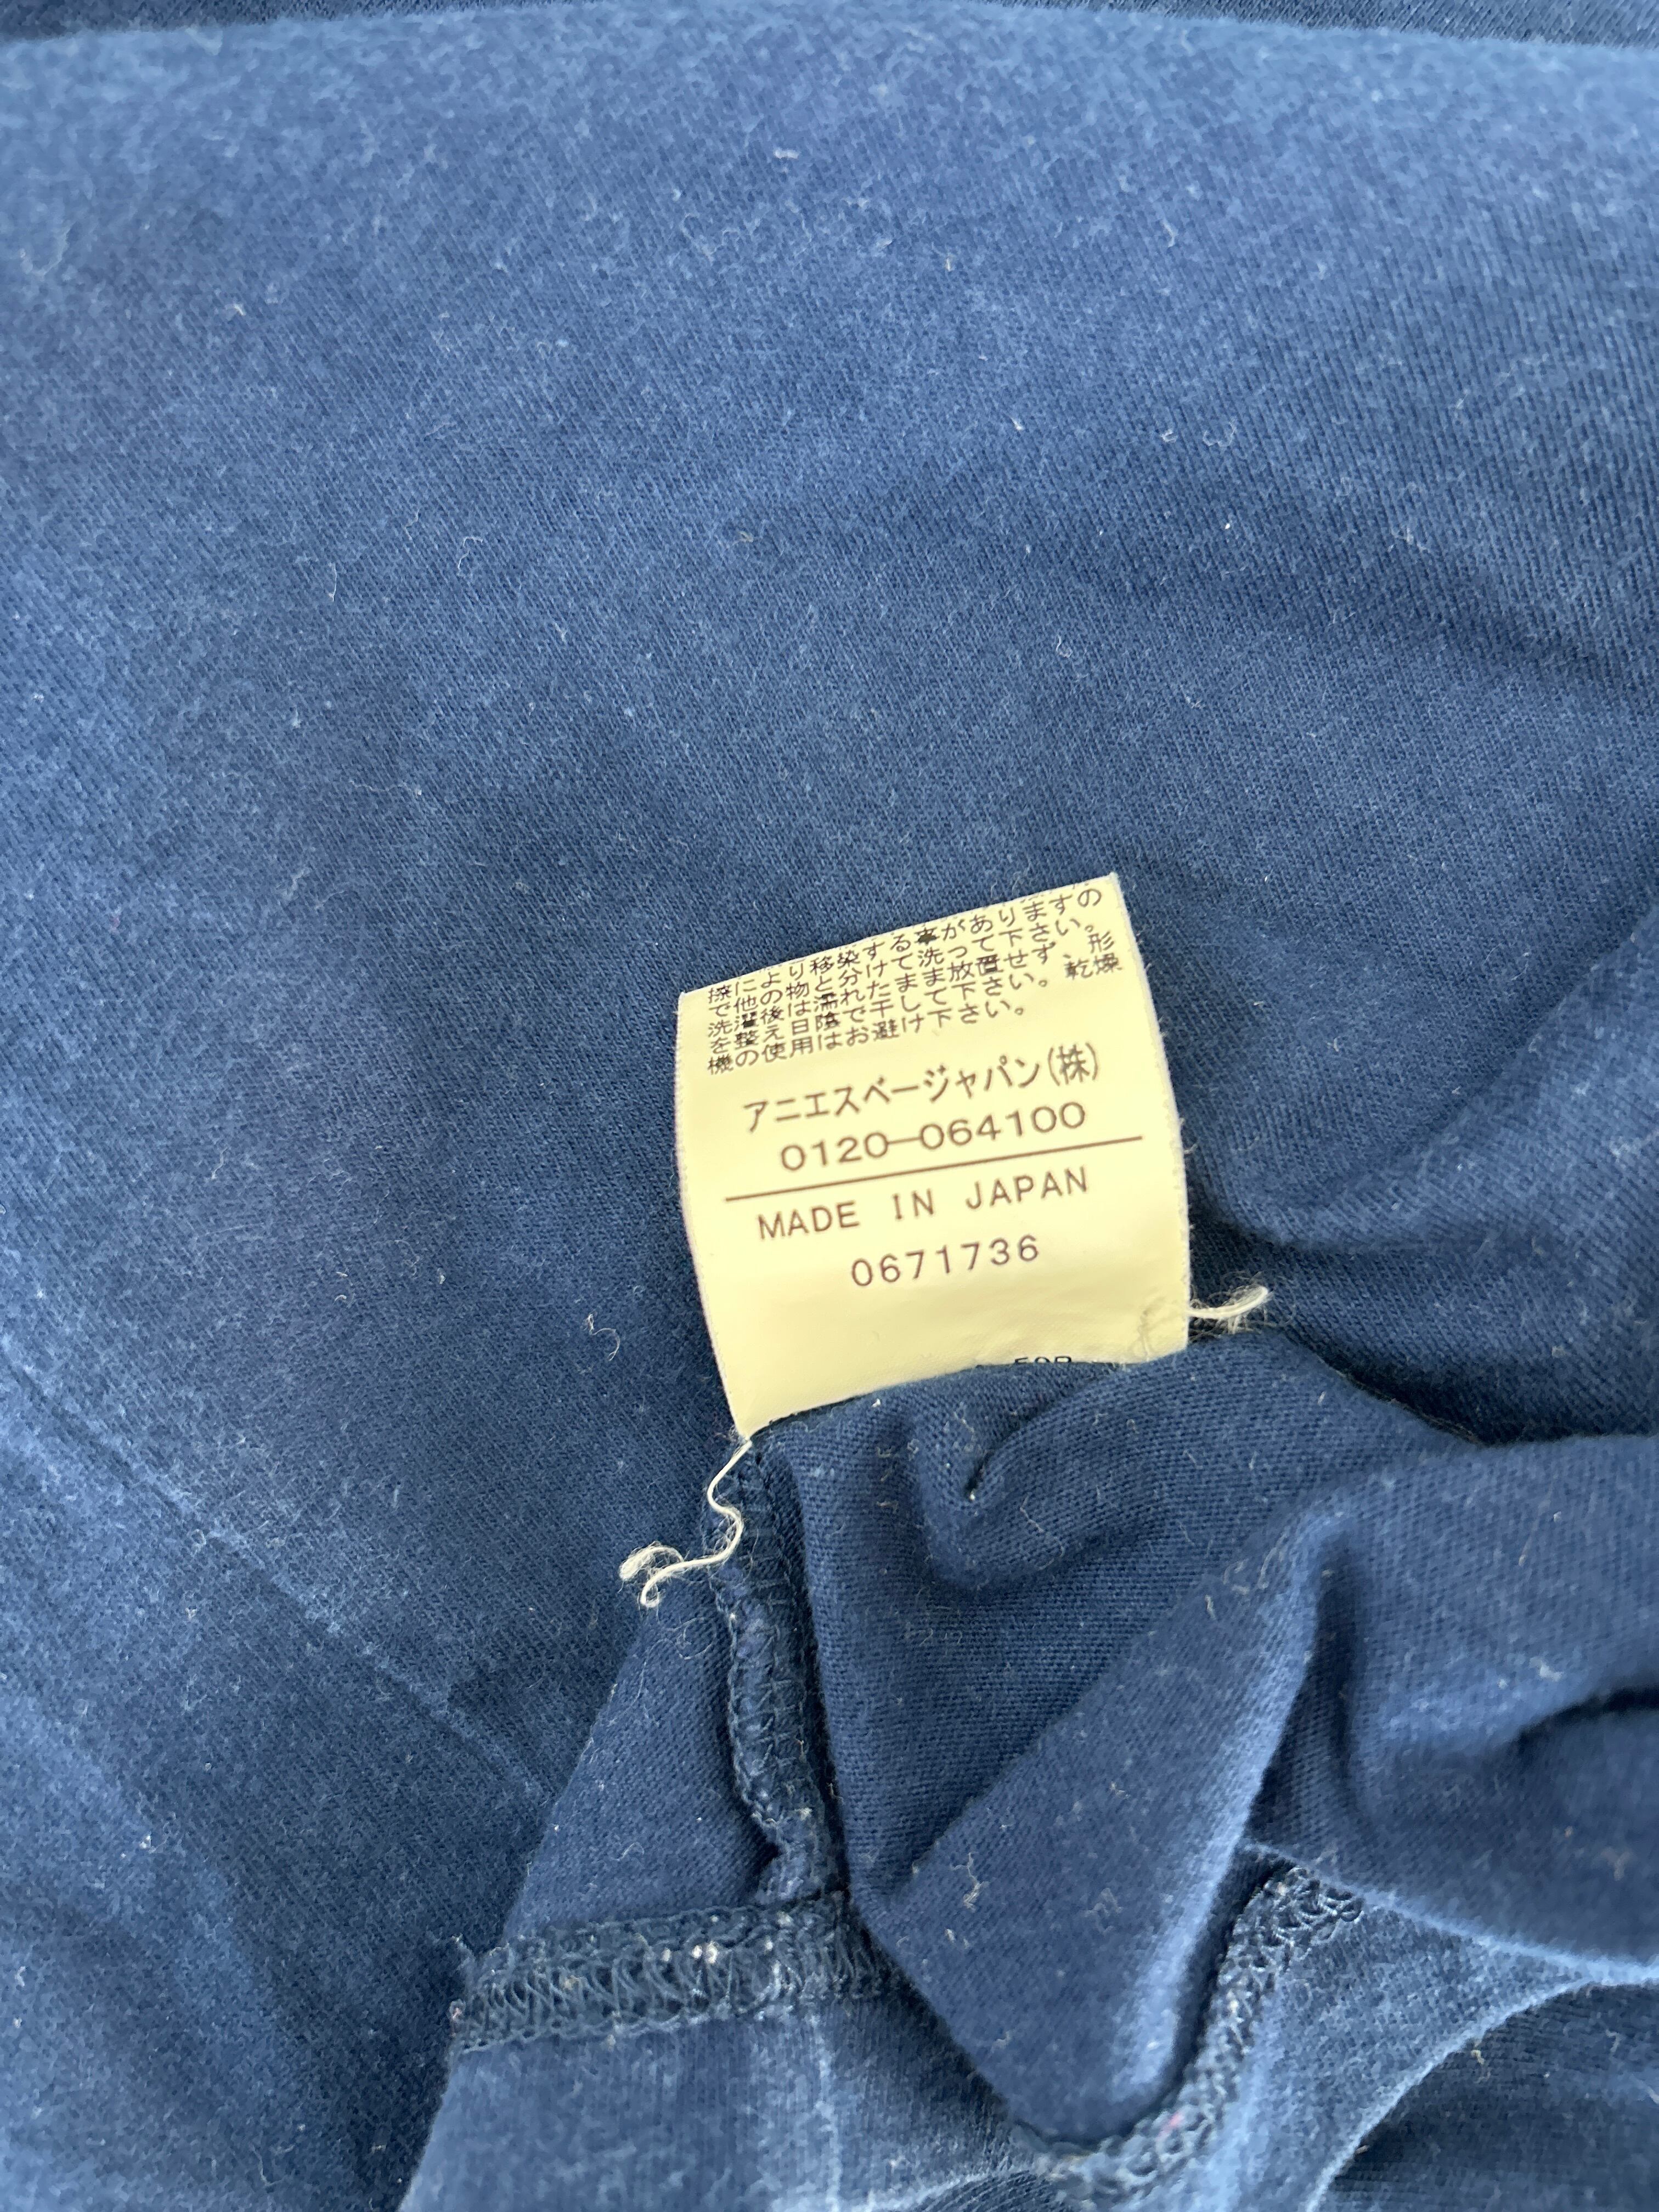 擦により移染する事がありますの
で他の物と分けて洗って下さい。
洗濯後は濡れたまま放置せず、形
を整え日陰で干して下さい。乾燥
機の使用はお避け下さい。
アニエスベージャパン(株)
0120-064100
MADE IN JAPAN
0671736